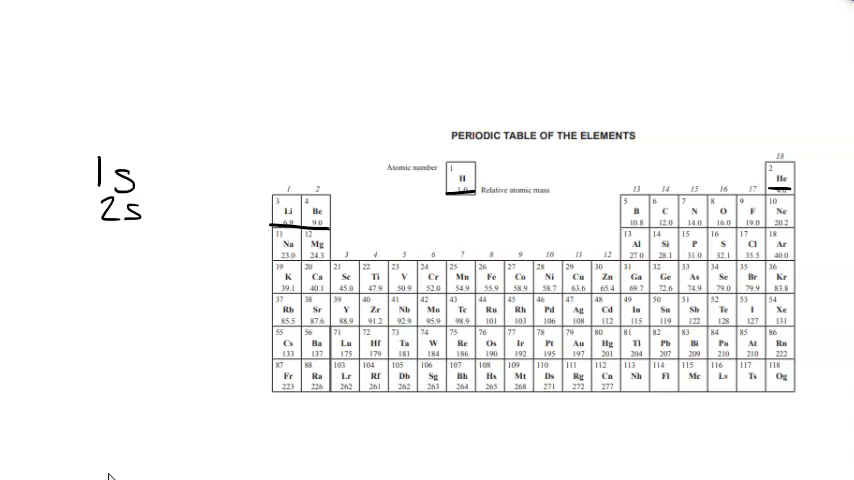 PERIODIC TABLE OF THE ELEMENTS
18
Atomic number 1 2
1s H He
Relative atomic mass
1 2 13 14 15 16 17
3 4 5 6 7 8 9 10
2s Li Be B C N O F Ne
9.0 10.8 12.0 14.0 16.0 19.0 20.2
11 12 13 14 15 16 17 18
Na Mg Al Si P S Cl Ar
23.0 24.3 3 4 5 6 7 8 9 10 11 12 27.0 28.1 31.0 32.1 35.5 40.0
19 20 21 22 23 24 25 26 27 28 29 30 31 32 33 34 35 36
K Ca Sc Ti V Cr Mn Fe Co Ni Cu Zn Ga Ge As Se Br Kr
39.1 40.1 45.0 47.9 50.9 52.0 54.9 55.9 58.9 58.7 63.6 65.4 69.7 72.6 74.9 79.0 79.9 83.8
37 38 39 40 41 42 43 44 45 46 47 48 49 50 51 52 53 54
Rb Sr Y Zr Nb Mo Tc Ru Rh Pd Ag Cd In Sn Sb Te I Xe
85.5 87.6 88.9 91.2 92.9 95.9 98.9 101 103 106 108 112 115 119 122 128 127 131
55 56 71 72 73 74 75 76 77 78 79 80 81 82 83 84 85 86
Cs Ba Lu Hf Ta W Re Os Ir Pt Au Hg Tl Pb Bi Po At Rn
133 137 175 179 181 184 186 190 192 195 197 201 204 207 209 210 210 222
87 88 103 104 105 106 107 108 109 110 111 112 113 114 115 116 117 118
Fr Ra Lr Rf Db Sg Bh Hs Mt Ds Rg Cn Nh Fl Mc Lv Ts Og
223 226 262 261 262 263 264 265 268 271 272 277